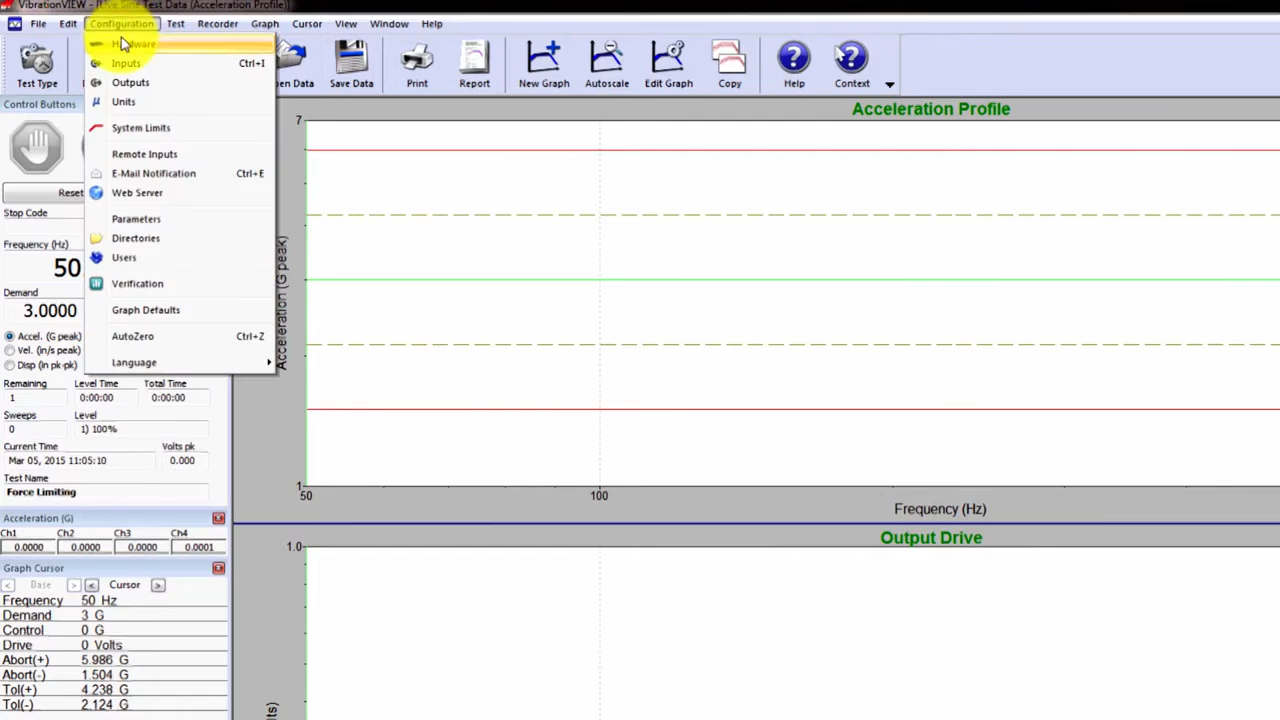 VibrationVIEW - [Live Sine Test Data (Acceleration Profile)]
File Edit Configuration Test Recorder Graph Cursor View Window Help
Test Type
Hardware
Inputs Ctrl+I
Outputs
Units
System Limits
Remote Inputs
E-Mail Notification Ctrl+E
Web Server
Parameters
Directories
Users
Verification
Graph Defaults
AutoZero Ctrl+Z
Language
Data Save Data Print Report New Graph Autoscale Edit Graph Copy Help Context
Control Buttons
Reset
Stop Code
Frequency (Hz)
50
Demand
3.0000
Accel. (G peak)
Vel. (in/s peak)
Disp (in pk-pk)
Remaining Level Time Total Time
1 0:00:00 0:00:00
Sweeps Level
0 1) 100%
Current Time Volts pk
Mar 05, 2015 11:05:10 0.000
Test Name
Force Limiting
Acceleration (G)
Ch1 Ch2 Ch3 Ch4
0.0000 0.0000 0.0000 0.0001
Graph Cursor
< Base > < Cursor >
Frequency 50 Hz
Demand 3 G
Control 0 G
Drive 0 Volts
Abort(+) 5.986 G
Abort(-) 1.504 G
Tol(+) 4.238 G
Tol(-) 2.124 G
Acceleration Profile
7
Acceleration (G peak)
1
50 100
Frequency (Hz)
Output Drive
1.0